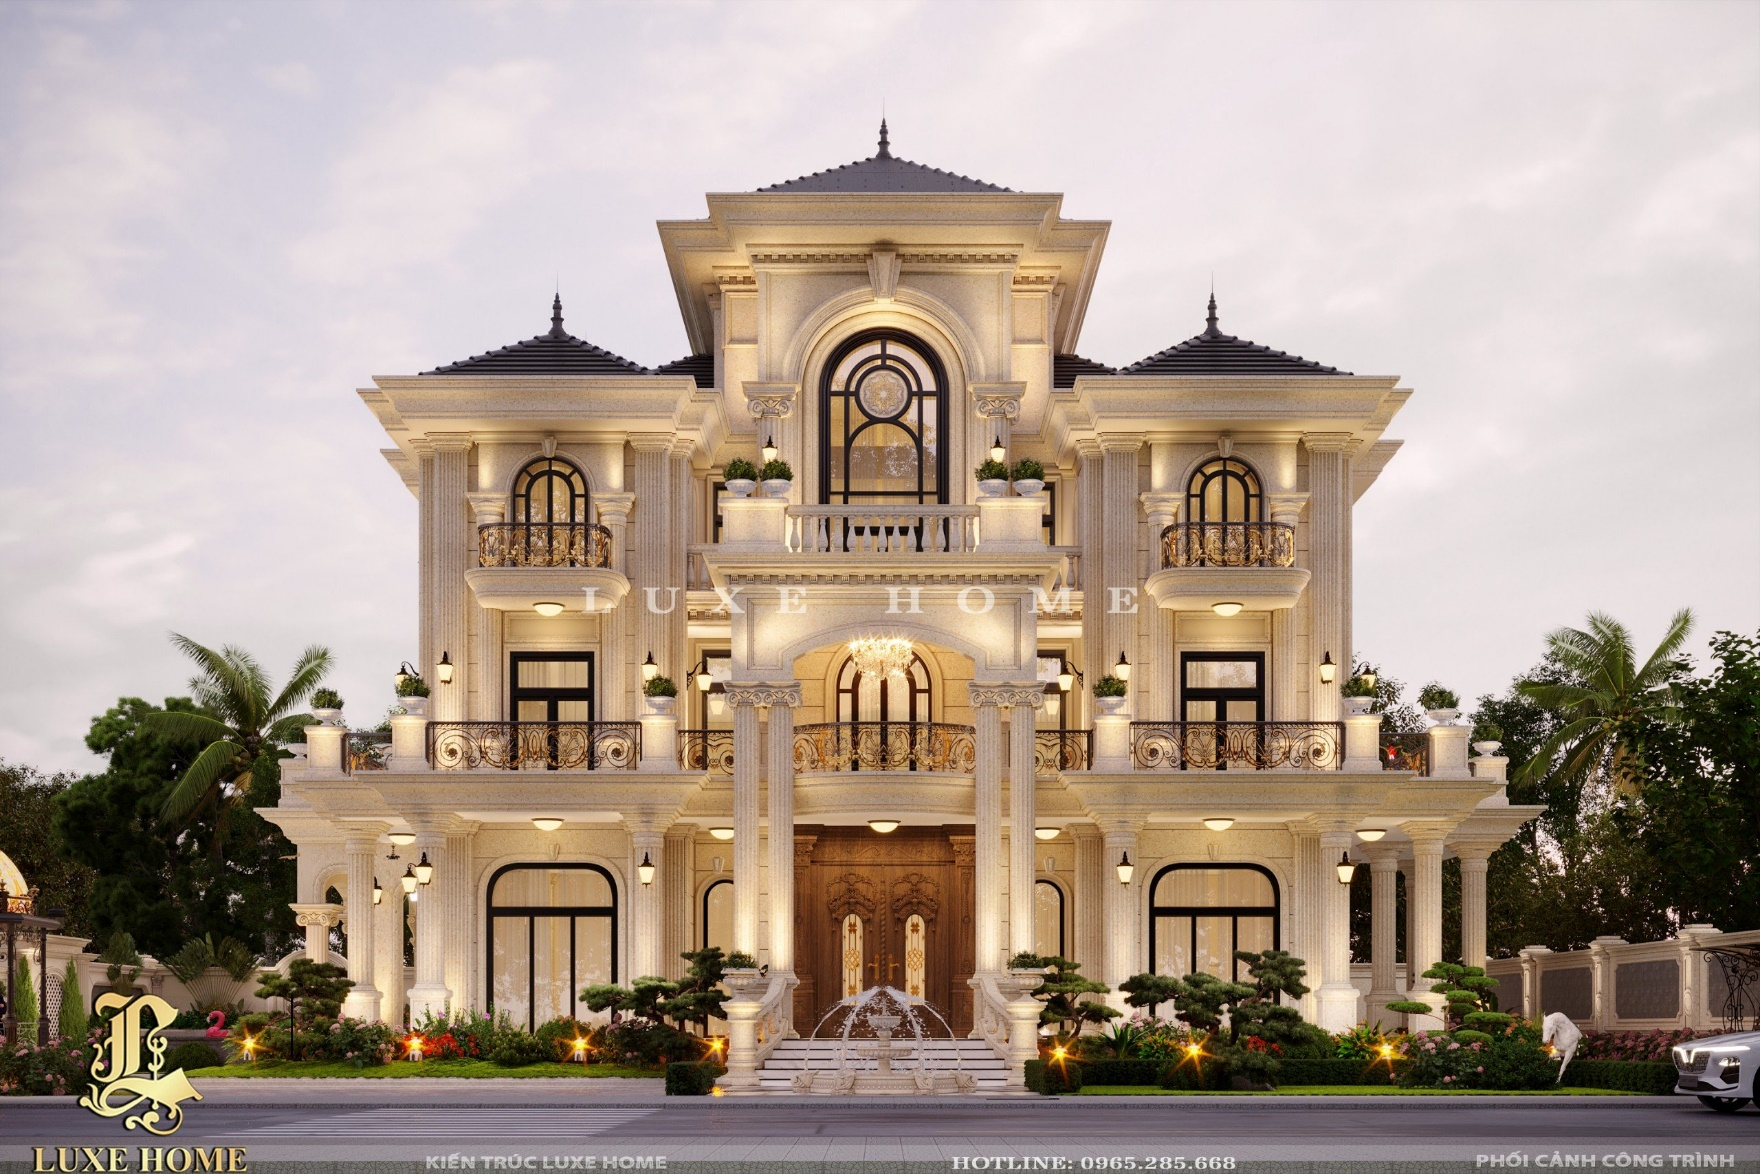 LUXE HOME
LUXE HOME
KIẾN TRÚC LUXE HOME
HOTLINE: 0965.285.668
PHỐI CẢNH CÔNG TRÌNH